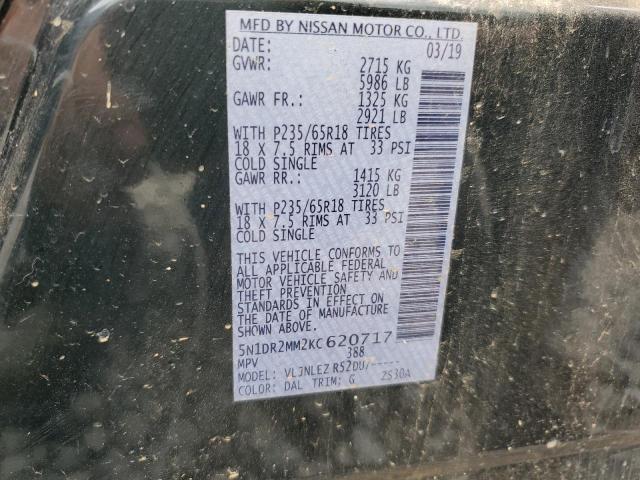 MFD BY NISSAN MOTOR CO., LTD.
DATE: 03/19
GVWR: 2715 KG
5986 LB
GAWR FR.: 1325 KG
2921 LB
WITH P235/65R18 TIRES
18 X 7.5 RIMS AT 33 PSI
COLD SINGLE
GAWR RR.: 1415 KG
3120 LB
WITH P235/65R18 TIRES
18 X 7.5 RIMS AT 33 PSI
COLD SINGLE
THIS VEHICLE CONFORMS TO
ALL APPLICABLE FEDERAL
MOTOR VEHICLE SAFETY AND
THEFT PREVENTION
STANDARDS IN EFFECT ON
THE DATE OF MANUFACTURE
SHOWN ABOVE.
5N1DR2MM2KC620717
MPV 388
MODEL: VLJNLEZ R52DU/-----
COLOR: DAL TRIM: G 2S30A